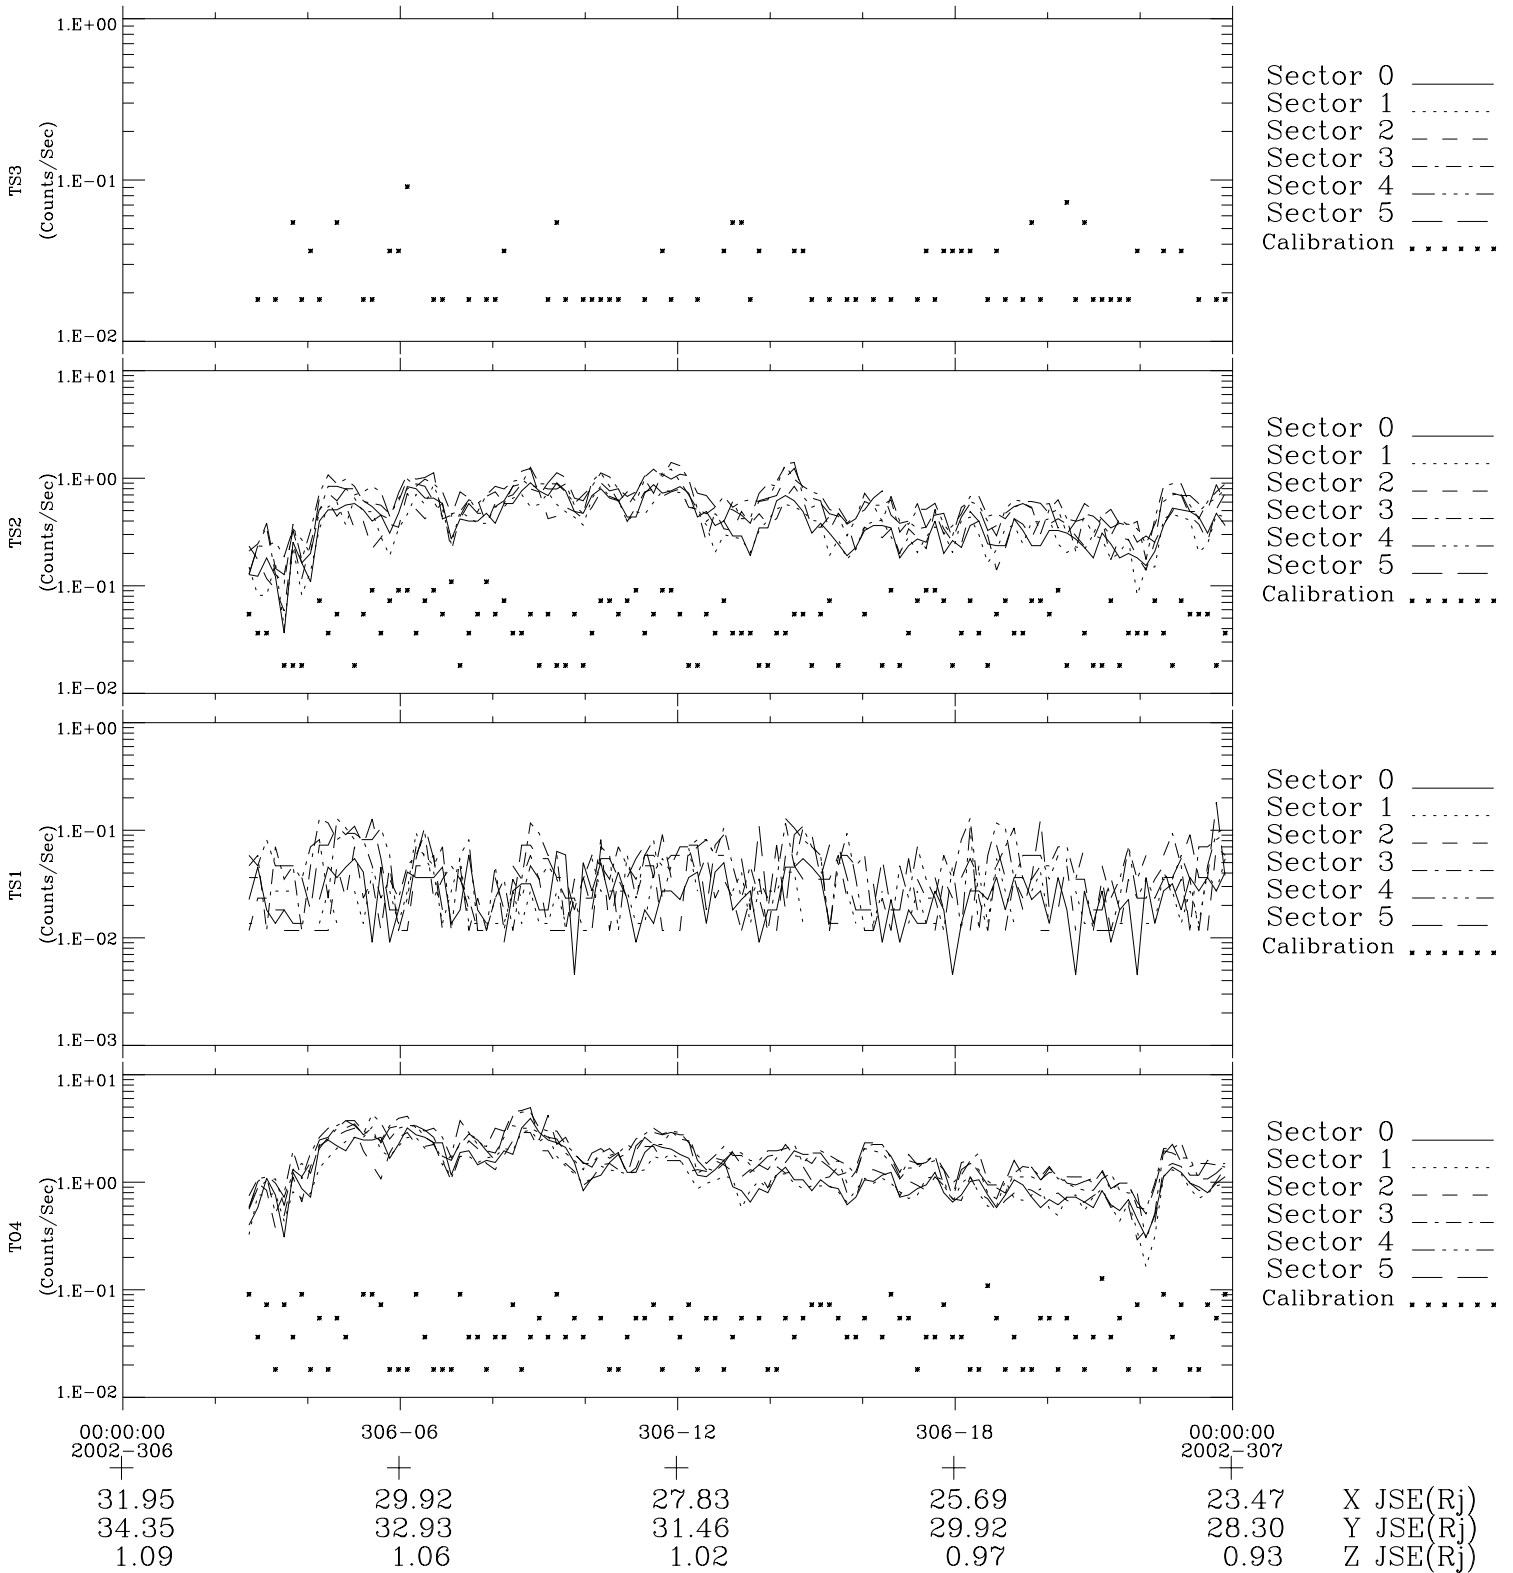 1.E+00
1.E-01
1.E-02
TS3
(Counts/Sec)
Sector 0
Sector 1
Sector 2
Sector 3
Sector 4
Sector 5
Calibration
1.E+01
1.E+00
1.E-01
1.E-02
TS2
(Counts/Sec)
Sector 0
Sector 1
Sector 2
Sector 3
Sector 4
Sector 5
Calibration
1.E+00
1.E-01
1.E-02
1.E-03
TS1
(Counts/Sec)
Sector 0
Sector 1
Sector 2
Sector 3
Sector 4
Sector 5
Calibration
1.E+01
1.E+00
1.E-01
1.E-02
T04
(Counts/Sec)
Sector 0
Sector 1
Sector 2
Sector 3
Sector 4
Sector 5
Calibration
00:00:00 306-06 306-12 306-18 00:00:00
2002-306 2002-307
31.95 29.92 27.83 25.69 23.47 X JSE(Rj)
34.35 32.93 31.46 29.92 28.30 Y JSE(Rj)
1.09 1.06 1.02 0.97 0.93 Z JSE(Rj)